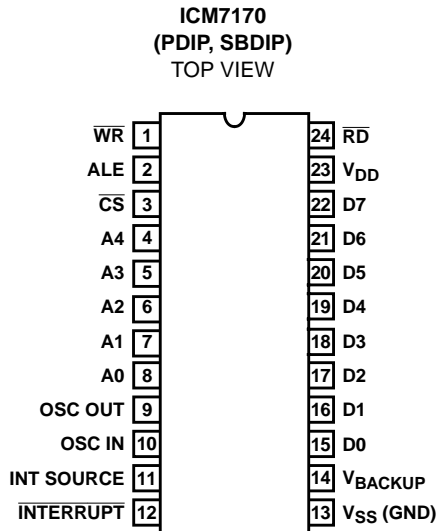 ICM7170
(PDIP, SBDIP)
TOP VIEW
WR 1 24 RD
ALE 2 23 VDD
CS 3 22 D7
A4 4 21 D6
A3 5 20 D5
A2 6 19 D4
A1 7 18 D3
A0 8 17 D2
OSC OUT 9 16 D1
OSC IN 10 15 D0
INT SOURCE 11 14 VBACKUP
INTERRUPT 12 13 VSS (GND)